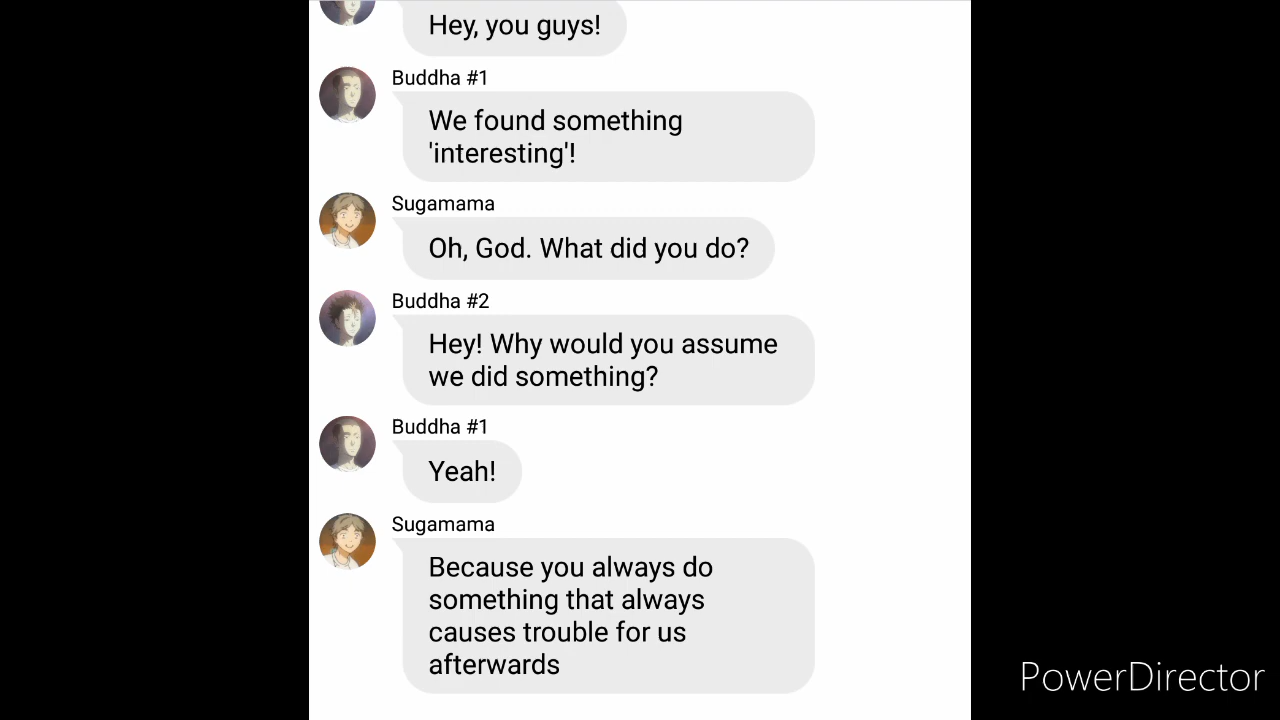 Hey, you guys!
Buddha #1
We found something
'interesting'!
Sugamama
Oh, God. What did you do?
Buddha #2
Hey! Why would you assume
we did something?
Buddha #1
Yeah!
Sugamama
Because you always do
something that always
causes trouble for us
afterwards
PowerDirector